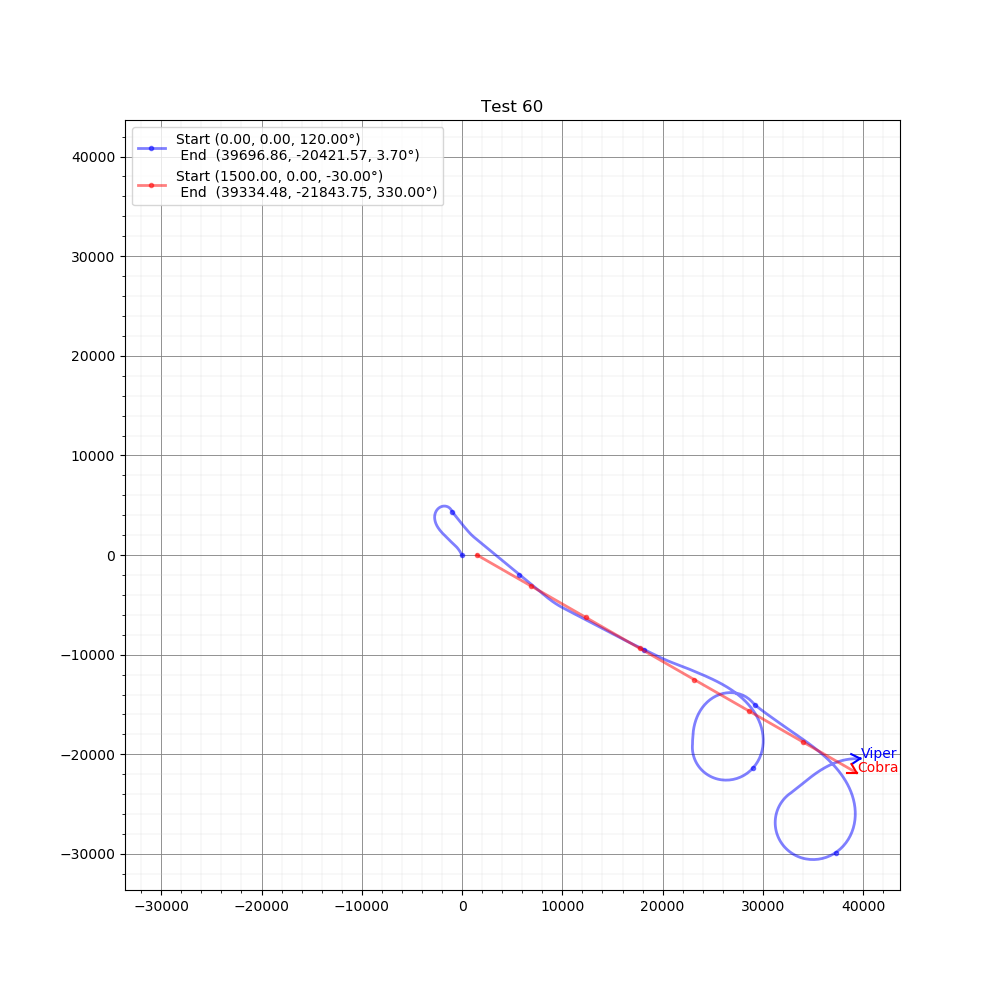 Test 60
Start (0.00, 0.00, 120.00°)
End (39696.86, -20421.57, 3.70°)
Start (1500.00, 0.00, -30.00°)
End (39334.48, -21843.75, 330.00°)
40000
30000
20000
10000
0
−10000
−20000
−30000
Viper
Cobra
−30000 −20000 −10000 0 10000 20000 30000 40000